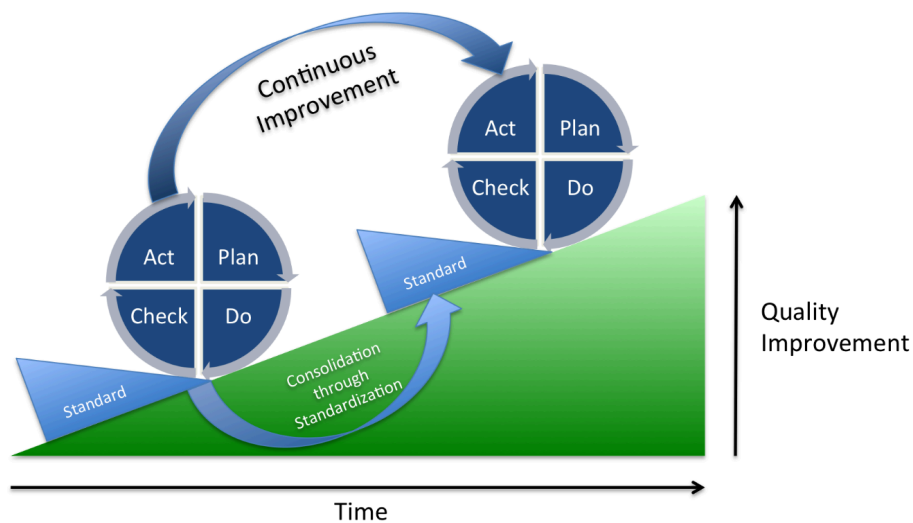 Continuous
Improvement
Act
Plan
Check
Do
Act
Plan
Check
Do
Standard
Standard
Consolidation
through
Standardization
Quality
Improvement
Time